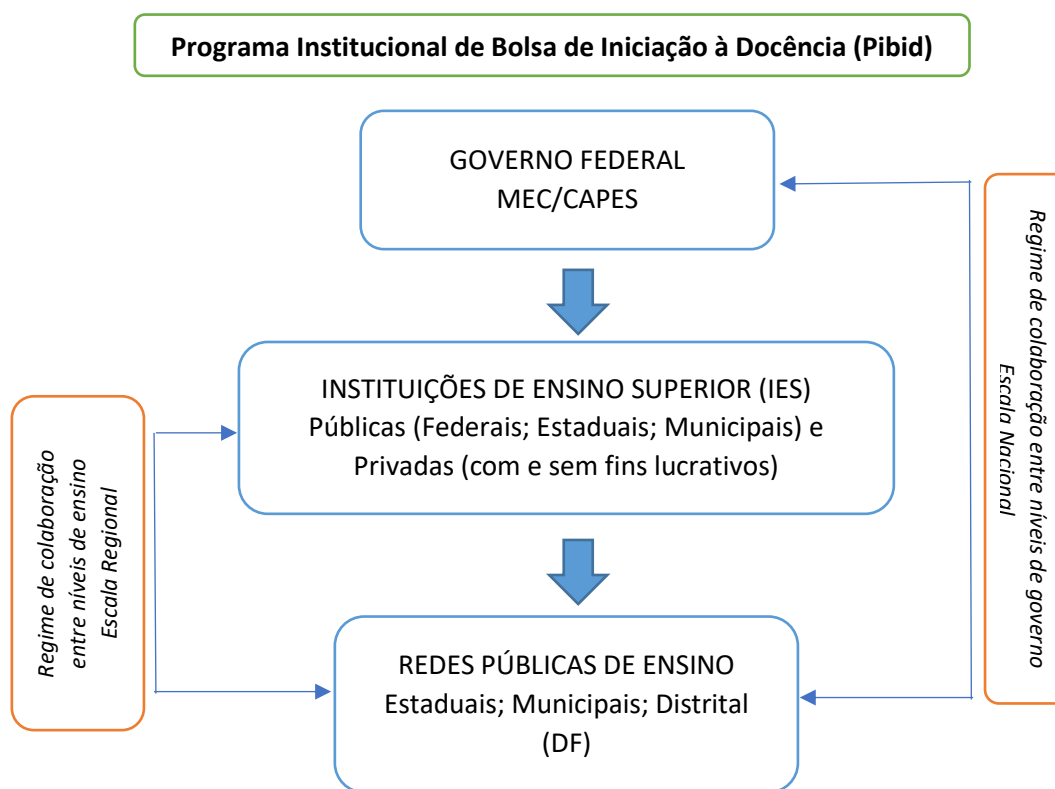 Programa Institucional de Bolsa de Iniciação à Docência (Pibid)
GOVERNO FEDERAL
MEC/CAPES
INSTITUIÇÕES DE ENSINO SUPERIOR (IES)
Públicas (Federais; Estaduais; Municipais) e
Privadas (com e sem fins lucrativos)
REDES PÚBLICAS DE ENSINO
Estaduais; Municipais; Distrital
(DF)
Regime de colaboração
entre níveis de ensino
Escala Regional
Regime de colaboração entre níveis de governo
Escala Nacional